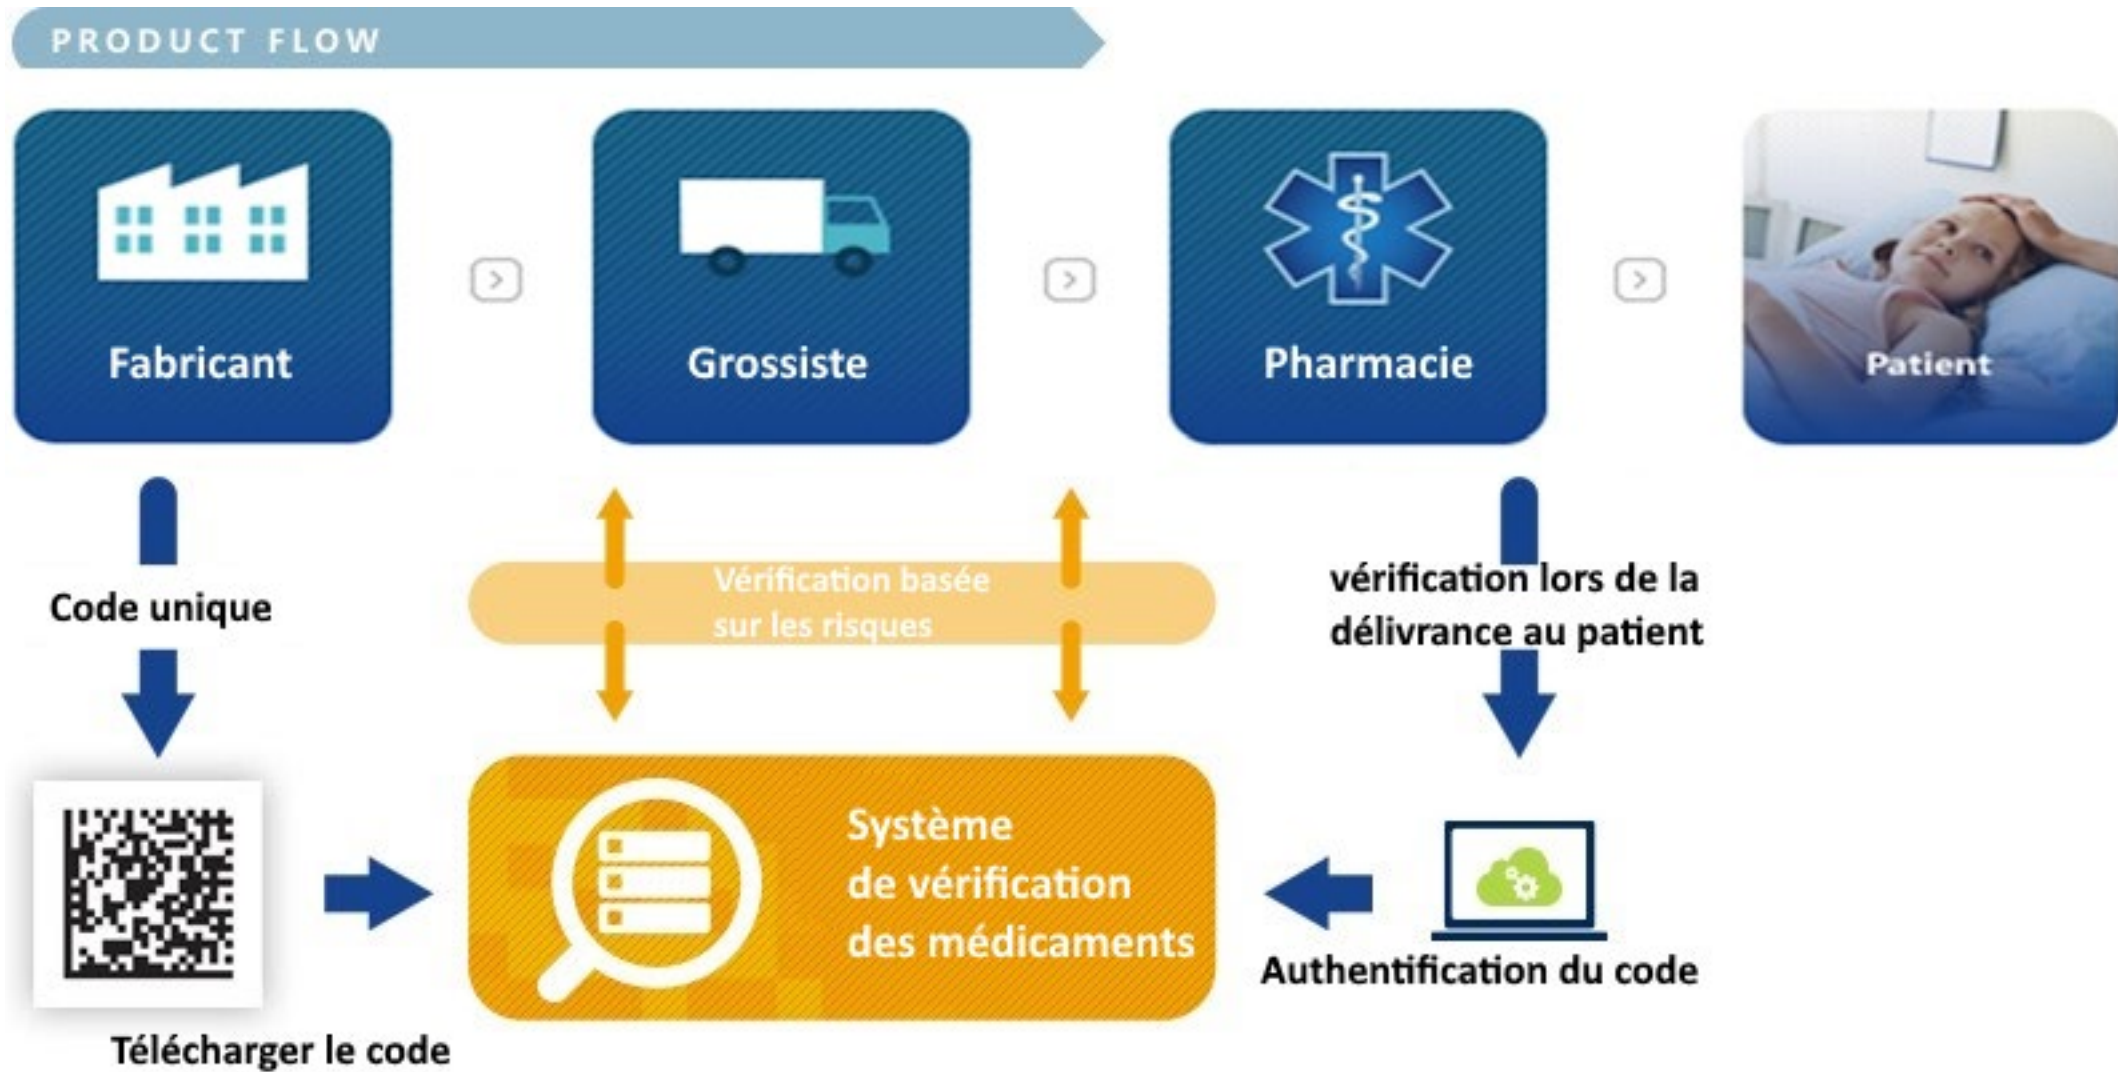 PRODUCT FLOW
Fabricant
Grossiste
Pharmacie
Patient
Code unique
Vérification basée
sur les risques
vérification lors de la
délivrance au patient
Système
de vérification
des médicaments
Authentification du code
Télécharger le code